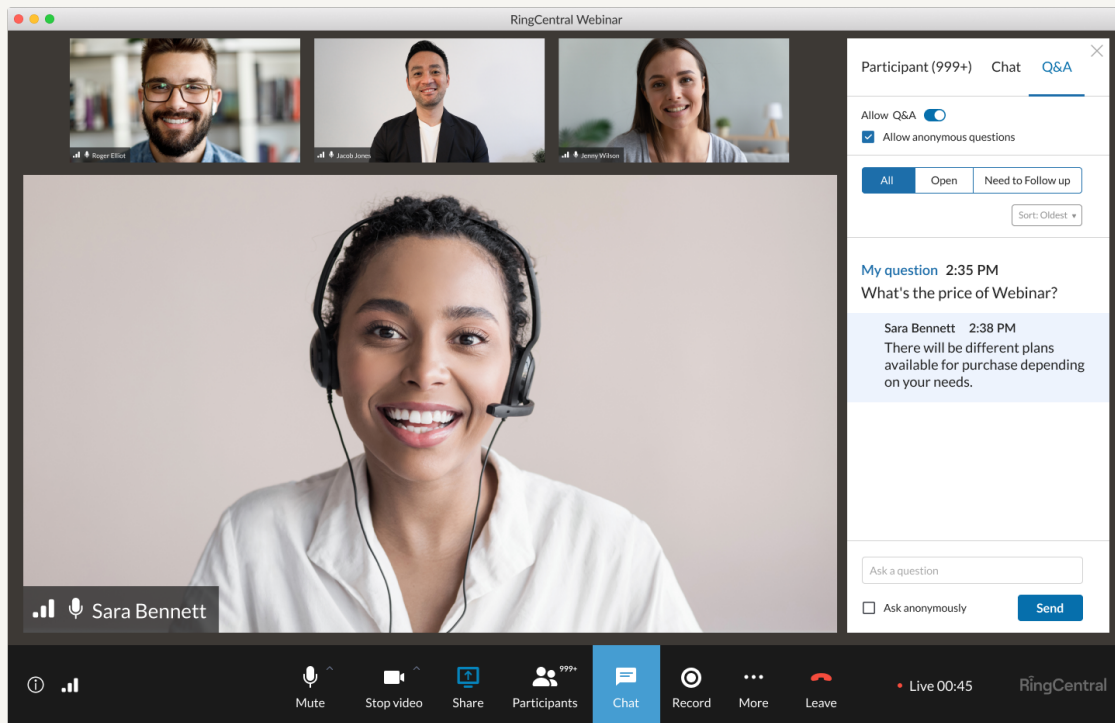 RingCentral Webinar
Roger Elliot
Jacob Jones
Jenny Wilson
Sara Bennett
Participant (999+) Chat Q&A
Allow Q&A
Allow anonymous questions
All Open Need to Follow up
Sort: Oldest
My question 2:35 PM
What's the price of Webinar?
Sara Bennett 2:38 PM
There will be different plans
available for purchase depending
on your needs.
Ask a question
Ask anonymously Send
999+
Mute Stop video Share Participants Chat Record More Leave
Live 00:45
RingCentral